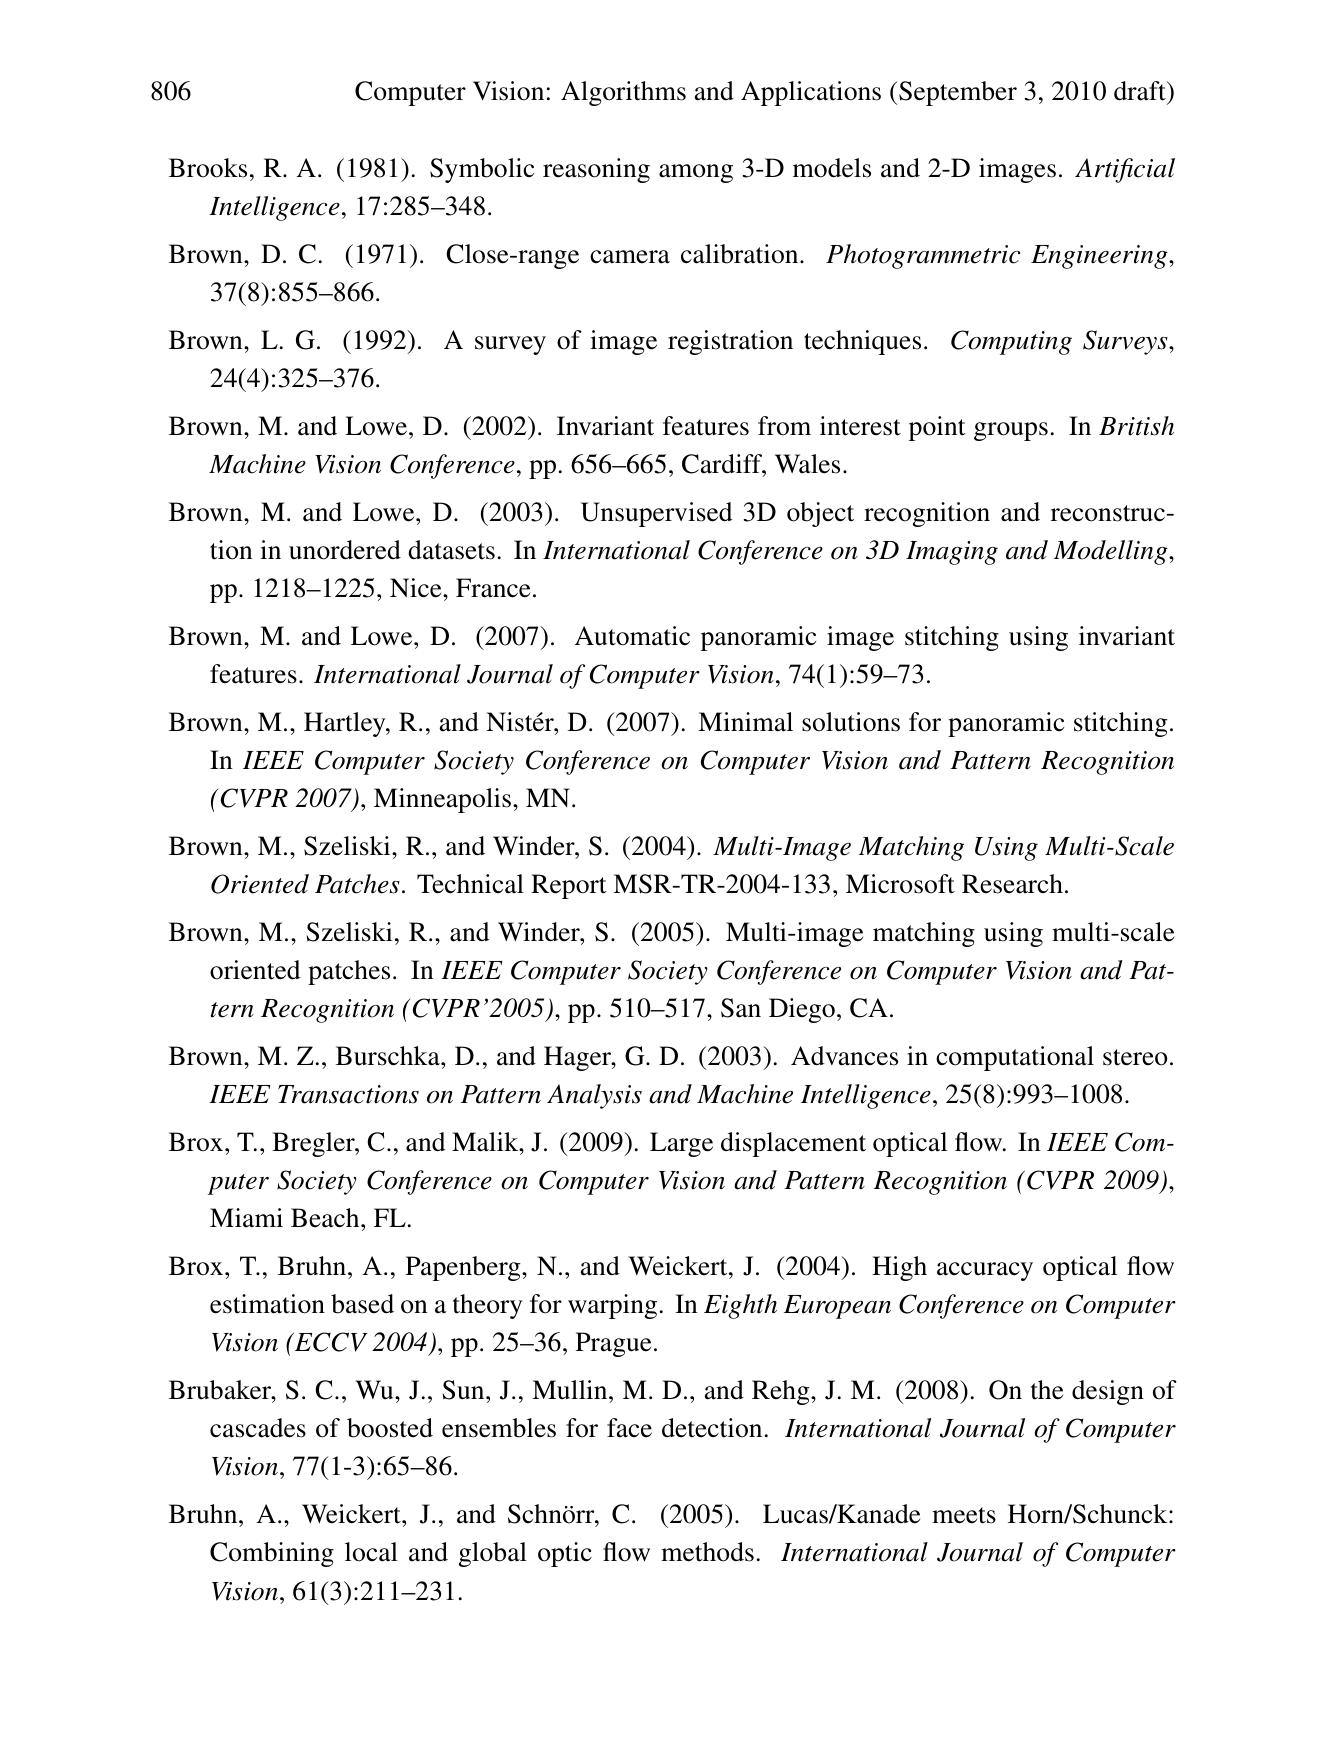 806 Computer Vision: Algorithms and Applications (September 3, 2010 draft)
Brooks, R. A. (1981). Symbolic reasoning among 3-D models and 2-D images. Artificial
Intelligence, 17:285–348.
Brown, D. C. (1971). Close-range camera calibration. Photogrammetric Engineering,
37(8):855–866.
Brown, L. G. (1992). A survey of image registration techniques. Computing Surveys,
24(4):325–376.
Brown, M. and Lowe, D. (2002). Invariant features from interest point groups. In British
Machine Vision Conference, pp. 656–665, Cardiff, Wales.
Brown, M. and Lowe, D. (2003). Unsupervised 3D object recognition and reconstruc-
tion in unordered datasets. In International Conference on 3D Imaging and Modelling,
pp. 1218–1225, Nice, France.
Brown, M. and Lowe, D. (2007). Automatic panoramic image stitching using invariant
features. International Journal of Computer Vision, 74(1):59–73.
Brown, M., Hartley, R., and Nistér, D. (2007). Minimal solutions for panoramic stitching.
In IEEE Computer Society Conference on Computer Vision and Pattern Recognition
(CVPR 2007), Minneapolis, MN.
Brown, M., Szeliski, R., and Winder, S. (2004). Multi-Image Matching Using Multi-Scale
Oriented Patches. Technical Report MSR-TR-2004-133, Microsoft Research.
Brown, M., Szeliski, R., and Winder, S. (2005). Multi-image matching using multi-scale
oriented patches. In IEEE Computer Society Conference on Computer Vision and Pat-
tern Recognition (CVPR'2005), pp. 510–517, San Diego, CA.
Brown, M. Z., Burschka, D., and Hager, G. D. (2003). Advances in computational stereo.
IEEE Transactions on Pattern Analysis and Machine Intelligence, 25(8):993–1008.
Brox, T., Bregler, C., and Malik, J. (2009). Large displacement optical flow. In IEEE Com-
puter Society Conference on Computer Vision and Pattern Recognition (CVPR 2009),
Miami Beach, FL.
Brox, T., Bruhn, A., Papenberg, N., and Weickert, J. (2004). High accuracy optical flow
estimation based on a theory for warping. In Eighth European Conference on Computer
Vision (ECCV 2004), pp. 25–36, Prague.
Brubaker, S. C., Wu, J., Sun, J., Mullin, M. D., and Rehg, J. M. (2008). On the design of
cascades of boosted ensembles for face detection. International Journal of Computer
Vision, 77(1-3):65–86.
Bruhn, A., Weickert, J., and Schnörr, C. (2005). Lucas/Kanade meets Horn/Schunck:
Combining local and global optic flow methods. International Journal of Computer
Vision, 61(3):211–231.